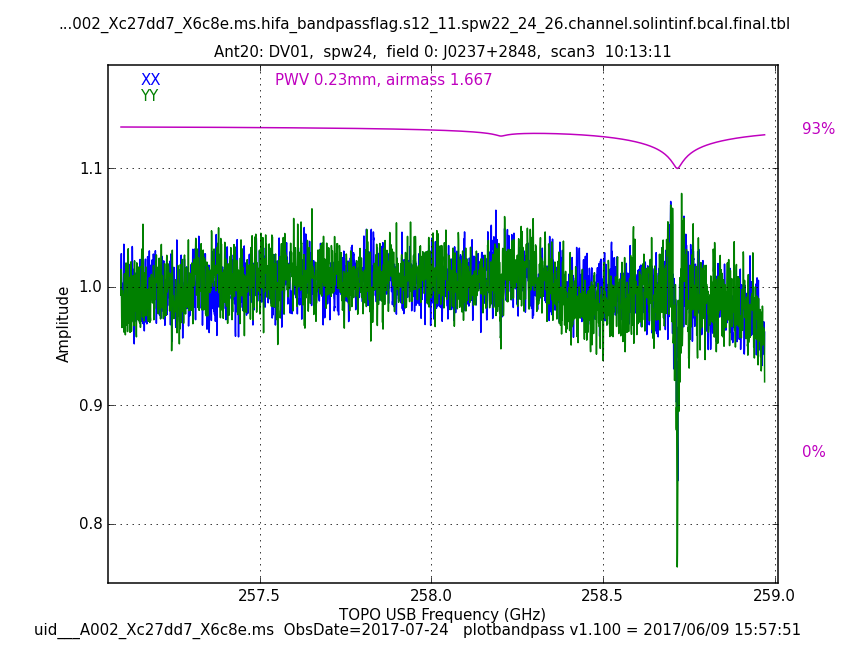 ...002_Xc27dd7_X6c8e.ms.hifa_bandpassflag.s12_11.spw22_24_26.channel.solintinf.bcal.final.tbl
Ant20: DV01,  spw24,  field 0: J0237+2848,  scan3  10:13:11
XX
PWV 0.23mm, airmass 1.667
YY
93%
1.1
1.0
Amplitude
0.9
0%
0.8
257.5
258.0
258.5
259.0
TOPO USB Frequency (GHz)
uid___A002_Xc27dd7_X6c8e.ms  ObsDate=2017-07-24   plotbandpass v1.100 = 2017/06/09 15:57:51